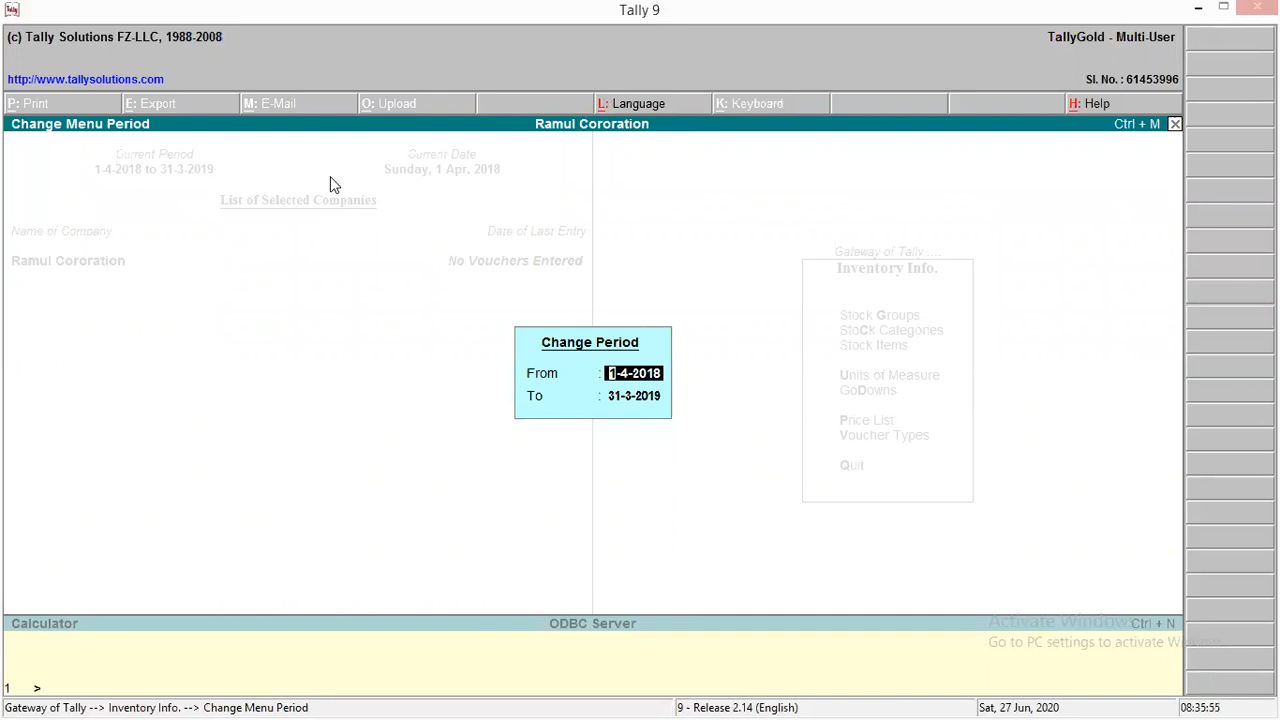 Tally
Tally 9
(c) Tally Solutions FZ-LLC, 1988-2008
TallyGold - Multi-User
http://www.tallysolutions.com
Sl. No. : 61453996
P: Print
E: Export
M: E-Mail
O: Upload
L: Language
K: Keyboard
H: Help
Change Menu Period
Ramul Cororation
Ctrl + M
Current Period
Current Date
1-4-2018 to 31-3-2019
Sunday, 1 Apr, 2018
List of Selected Companies
Name of Company
Date of Last Entry
Ramul Cororation
No Vouchers Entered
Gateway of Tally ....
Inventory Info.
Stock Groups
StoCk Categories
Stock Items
Units of Measure
GoDowns
Price List
Voucher Types
Quit
Change Period
From : 1-4-2018
To : 31-3-2019
Calculator
ODBC Server
Ctrl + N
Activate Windows
Go to PC settings to activate Windows.
1 >
Gateway of Tally --> Inventory Info. --> Change Menu Period
9 - Release 2.14 (English)
Sat, 27 Jun, 2020
08:35:55